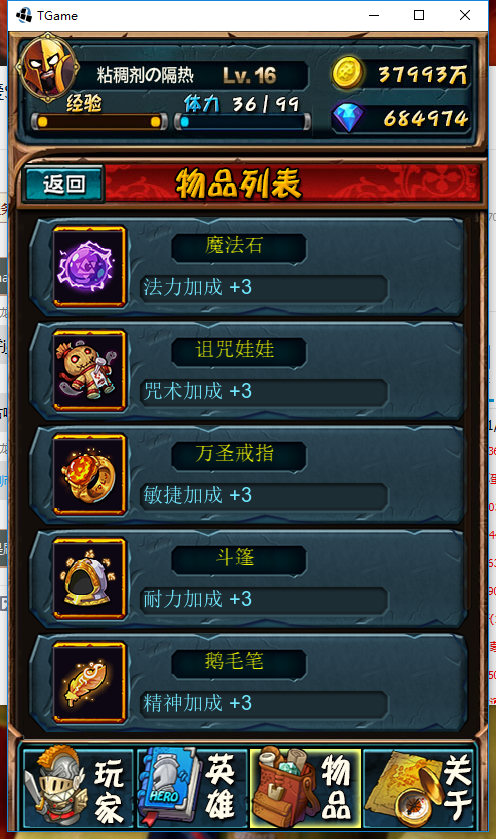 TGame
粘稠剂の隔热 Lv.16
37993万
经验 体力 36 / 99
684974
返回 物品列表
魔法石
法力加成 +3
诅咒娃娃
咒术加成 +3
万圣戒指
敏捷加成 +3
斗篷
耐力加成 +3
鹅毛笔
精神加成 +3
HERO
玩家 英雄 物品 关于